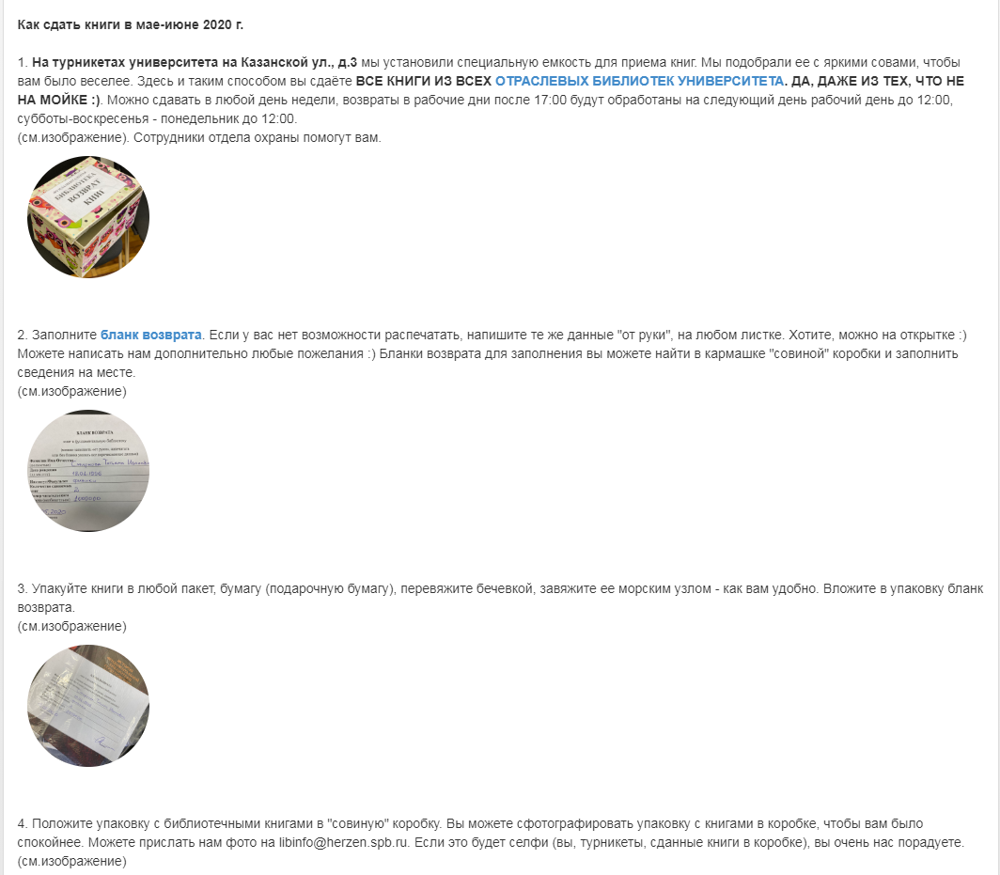 Как сдать книги в мае-июне 2020 г.
1. На турникетах университета на Казанской ул., д.3 мы установили специальную емкость для приема книг. Мы подобрали ее с яркими совами, чтобы
вам было веселее. Здесь и таким способом вы сдаёте ВСЕ КНИГИ ИЗ ВСЕХ ОТРАСЛЕВЫХ БИБЛИОТЕК УНИВЕРСИТЕТА. ДА, ДАЖЕ ИЗ ТЕХ, ЧТО НЕ
НА МОЙКЕ :). Можно сдавать в любой день недели, возвраты в рабочие дни после 17:00 будут обработаны на следующий день рабочий день до 12:00,
субботы-воскресенья - понедельник до 12:00.
(см.изображение). Сотрудники отдела охраны помогут вам.
БИБЛИОТЕКА
ВОЗВРАТ
КНИГ
2. Заполните бланк возврата. Если у вас нет возможности распечатать, напишите те же данные "от руки", на любом листке. Хотите, можно на открытке :)
Можете написать нам дополнительно любые пожелания :) Бланки возврата для заполнения вы можете найти в кармашке "совиной" коробки и заполнить
сведения на месте.
(см.изображение)
БЛАНК ВОЗВРАТА
Фамилия Имя Отчество
Дата рождения
Институт/Факультет
3. Упакуйте книги в любой пакет, бумагу (подарочную бумагу), перевяжите бечевкой, завяжите ее морским узлом - как вам удобно. Вложите в упаковку бланк
возврата.
(см.изображение)
4. Положите упаковку с библиотечными книгами в "совиную" коробку. Вы можете сфотографировать упаковку с книгами в коробке, чтобы вам было
спокойнее. Можете прислать нам фото на libinfo@herzen.spb.ru. Если это будет селфи (вы, турникеты, сданные книги в коробке), вы очень нас порадуете.
(см.изображение)